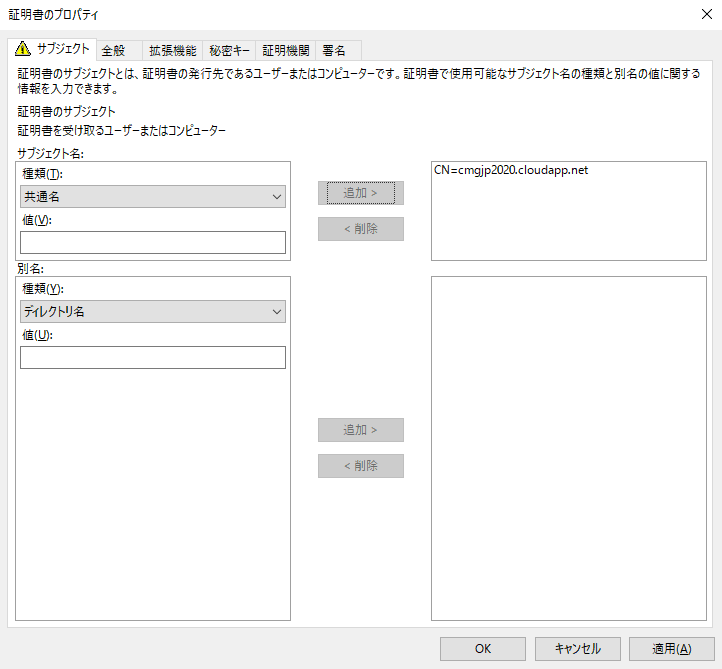 証明書のプロパティ
サブジェクト 全般 拡張機能 秘密キー 証明機関 署名
証明書のサブジェクトとは、証明書の発行先であるユーザーまたはコンピューターです。証明書で使用可能なサブジェクト名の種類と別名の値に関する
情報を入力できます。
証明書のサブジェクト
証明書を受け取るユーザーまたはコンピューター
サブジェクト名:
種類(T):
共通名
値(V):
追加 >
< 削除
CN=cmgjp2020.cloudapp.net
別名:
種類(Y):
ディレクトリ名
値(U):
追加 >
< 削除
OK キャンセル 適用(A)